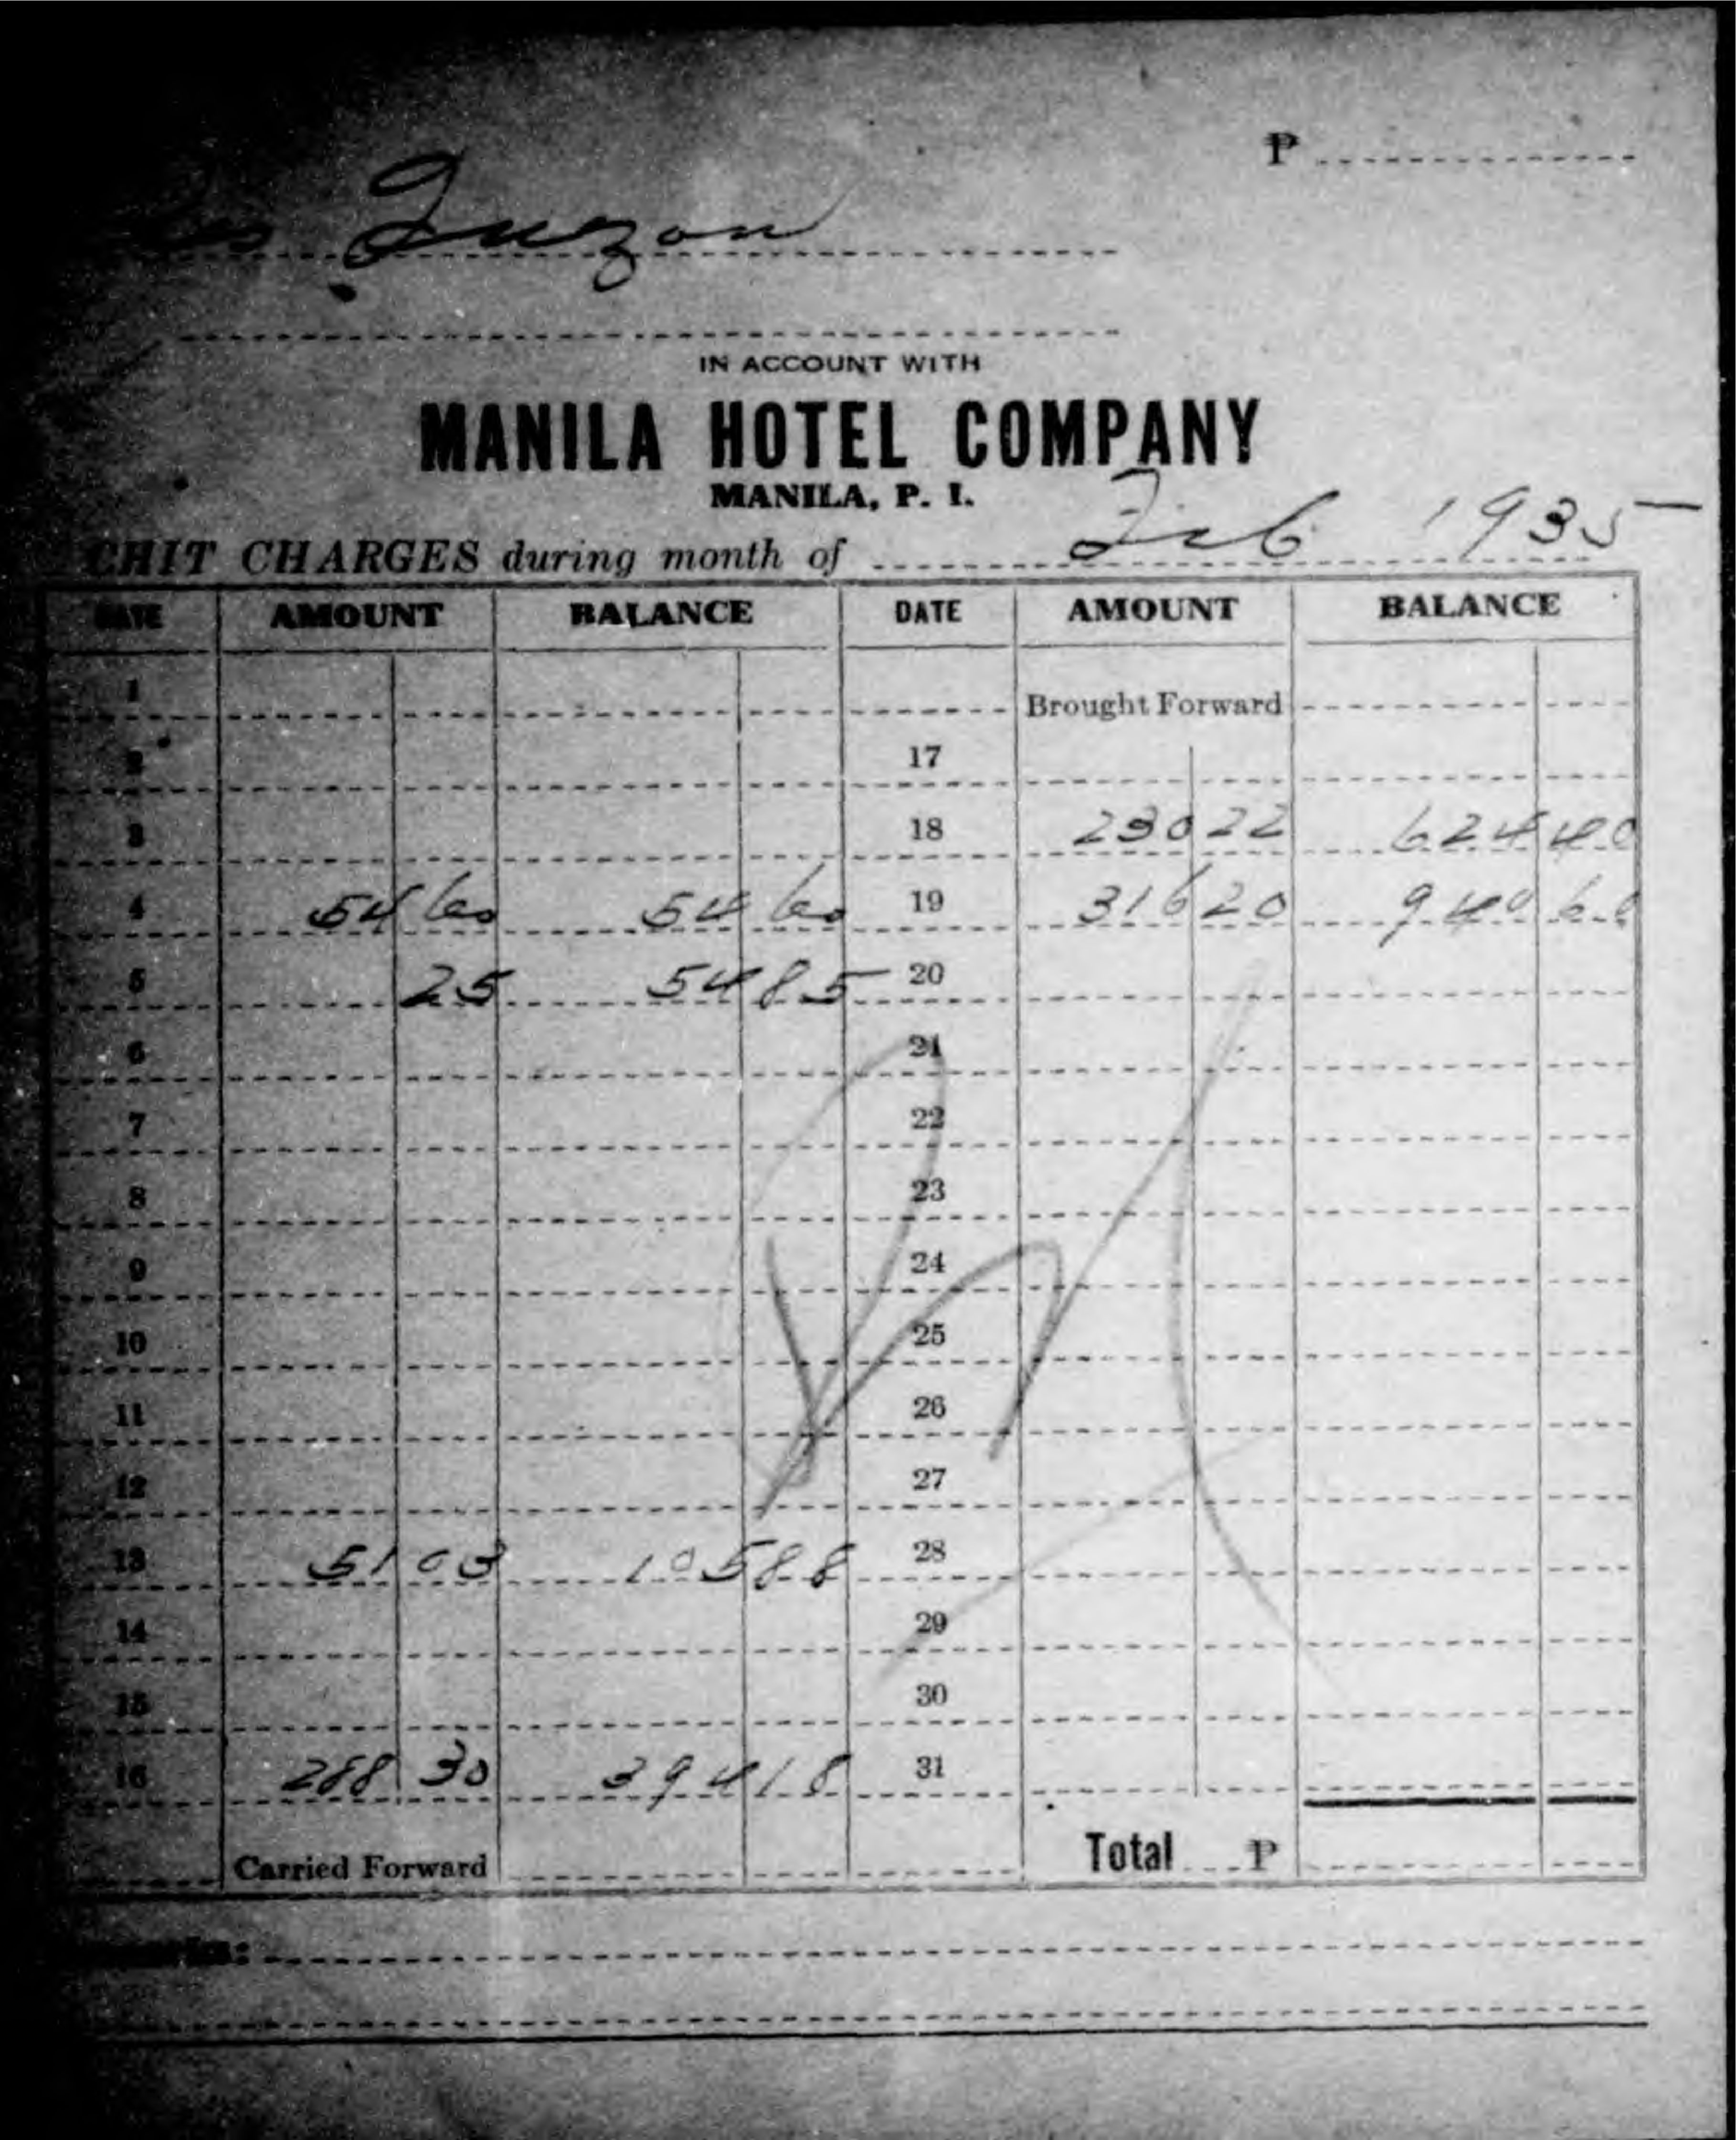 ₱
Quezon
IN ACCOUNT WITH
MANILA HOTEL COMPANY
MANILA, P. I.
CHIT CHARGES during month of Feb 1935
DATE AMOUNT BALANCE DATE AMOUNT BALANCE
1 Brought Forward
2 17
3 18 230 22 624 40
4 54 60 54 60 19 316 20 940 60
5 25 54 85 20
6 21
7 22
8 23
9 24
10 25
11 26
12 27
13 51 03 105 88 28
14 29
15 30
16 288 30 394 18 31
Carried Forward Total ₱